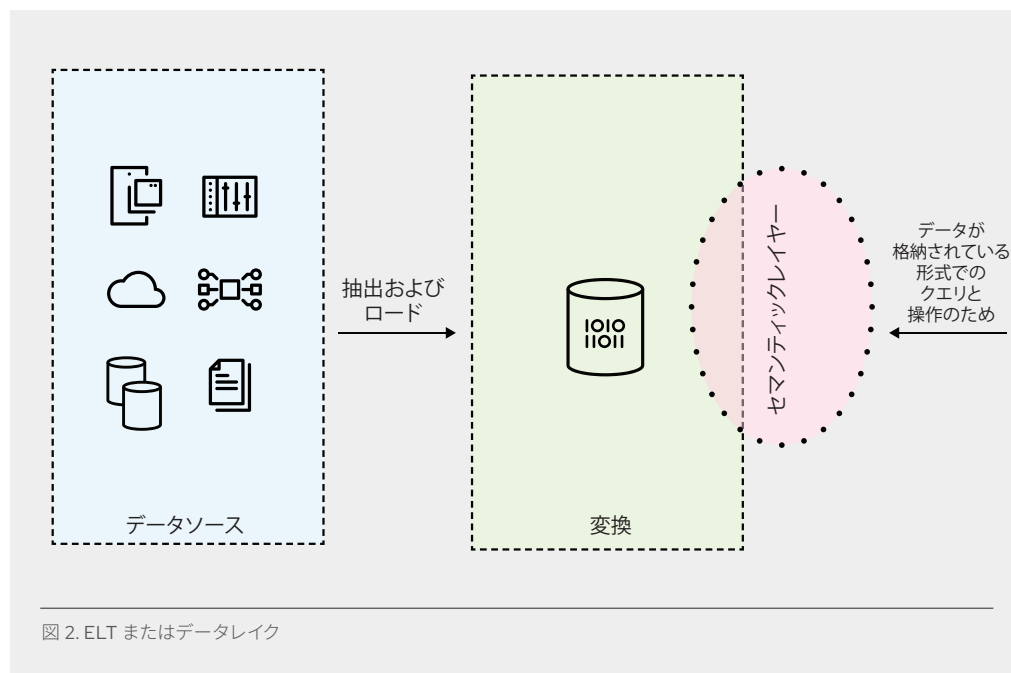 抽出および
ロード
1010
11011
セマンティックレイヤー
データが
格納されている
形式での
クエリと
操作のため
データソース
変換
図 2. ELT またはデータレイク